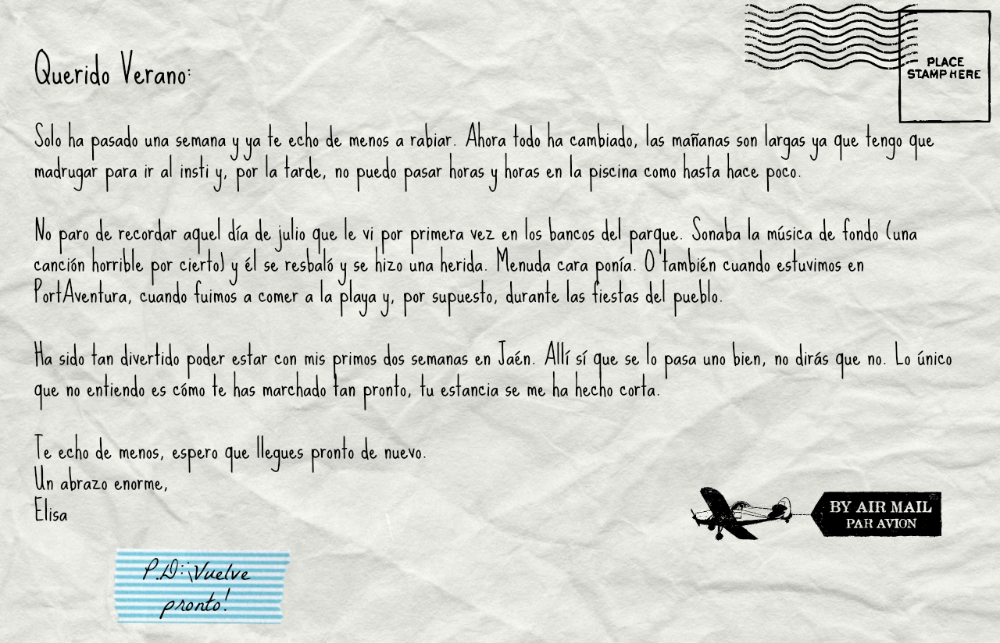 PLACE
STAMP HERE
Querido Verano:
Solo ha pasado una semana y ya te echo de menos a rabiar. Ahora todo ha cambiado, las mañanas son largas ya que tengo que
madrugar para ir al insti y, por la tarde, no puedo pasar horas y horas en la piscina como hasta hace poco.
No paro de recordar aquel día de julio que le vi por primera vez en los bancos del parque. Sonaba la música de fondo (una
canción horrible por cierto) y él se resbaló y se hizo una herida. Menuda cara ponía. O también cuando estuvimos en
PortAventura, cuando fuimos a comer a la playa y, por supuesto, durante las fiestas del pueblo.
Ha sido tan divertido poder estar con mis primos dos semanas en Jaén. Allí sí que se lo pasa uno bien, no dirás que no. Lo único
que no entiendo es cómo te has marchado tan pronto, tu estancia se me ha hecho corta.
Te echo de menos, espero que llegues pronto de nuevo.
Un abrazo enorme,
Elisa
BY AIR MAIL
PAR AVION
P.D: ¡Vuelve
pronto!